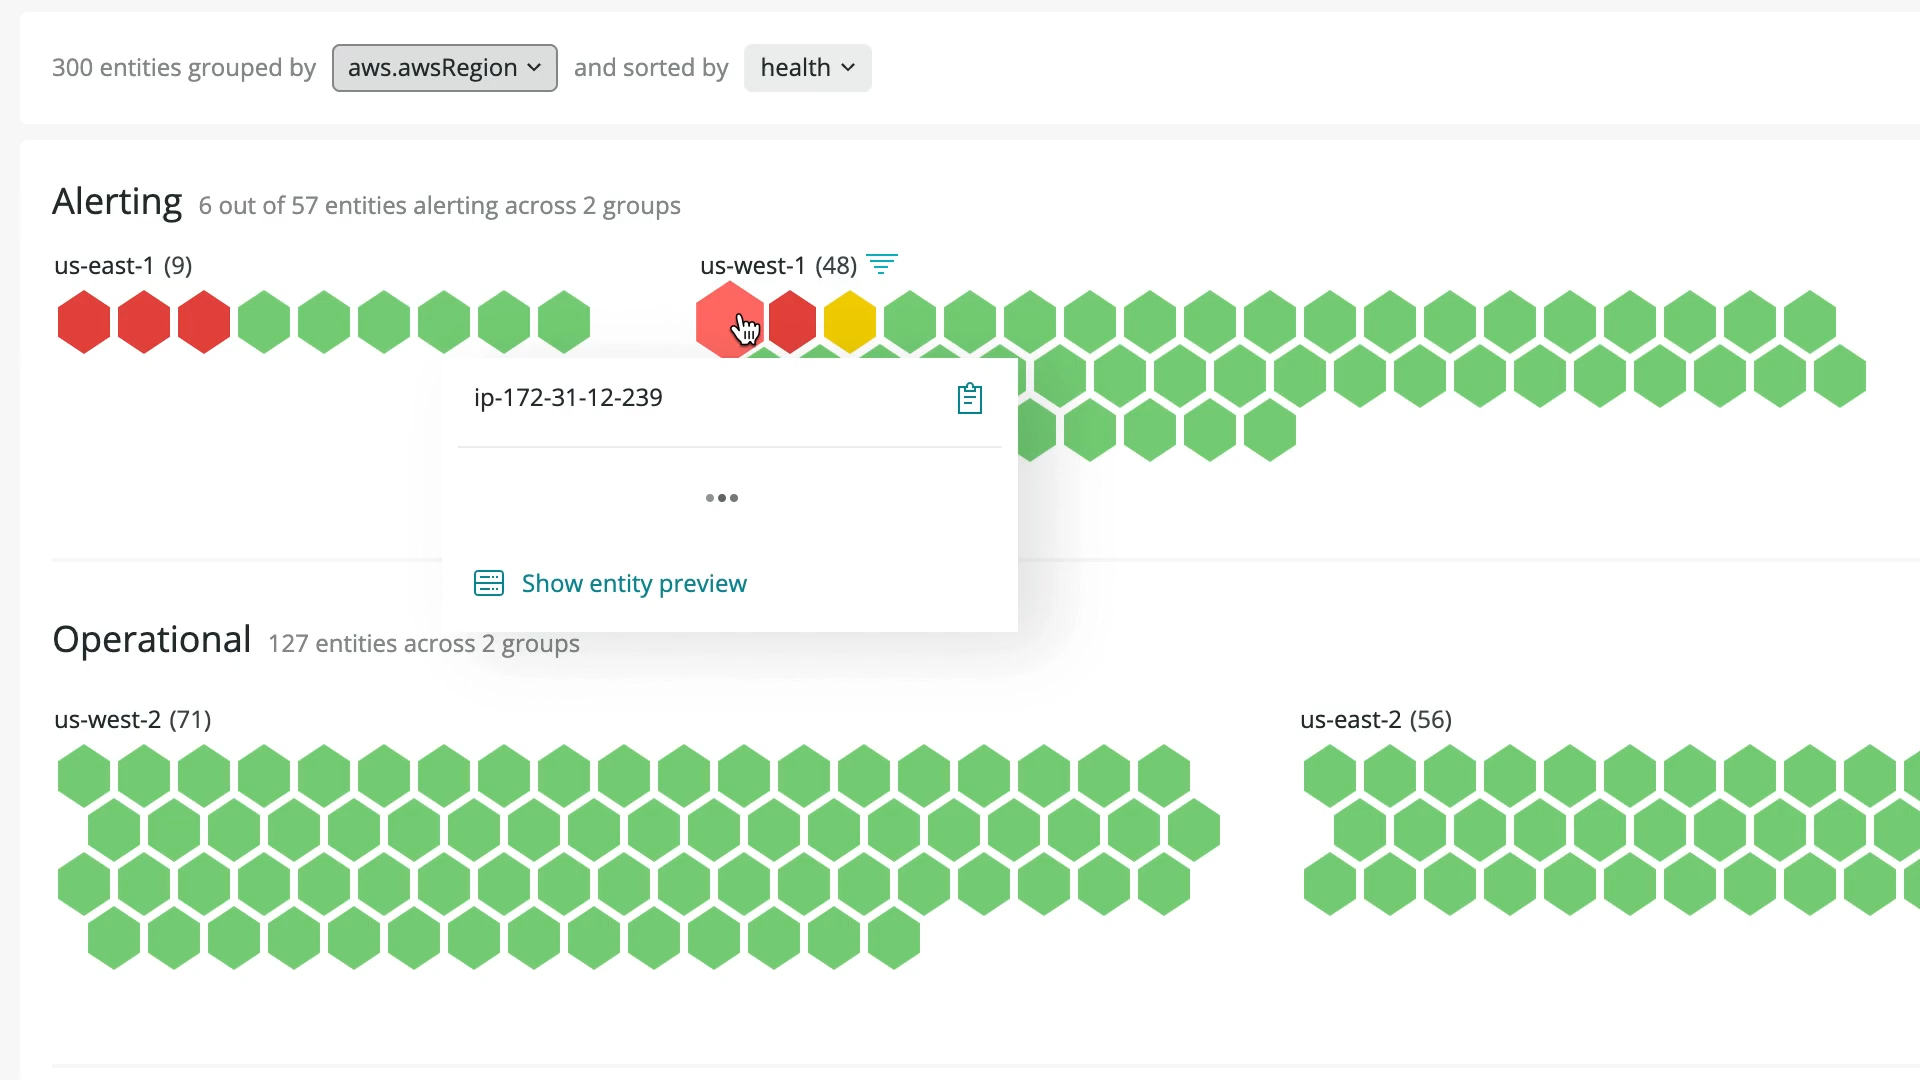 300 entities grouped by aws.awsRegion and sorted by health
Alerting 6 out of 57 entities alerting across 2 groups
us-east-1 (9)
us-west-1 (48)
ip-172-31-12-239
Show entity preview
Operational 127 entities across 2 groups
us-west-2 (71)
us-east-2 (56)